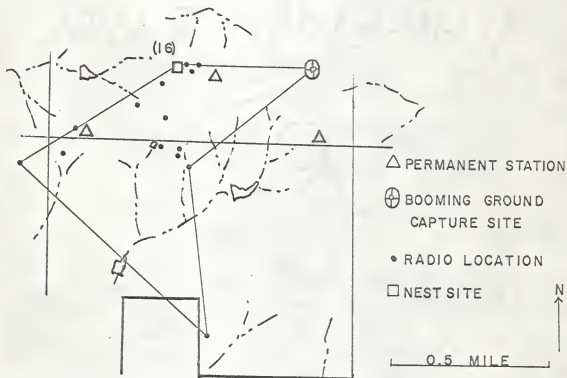 (16)
PERMANENT STATION
BOOMING GROUND
CAPTURE SITE
RADIO LOCATION
NEST SITE
N
0.5 MILE